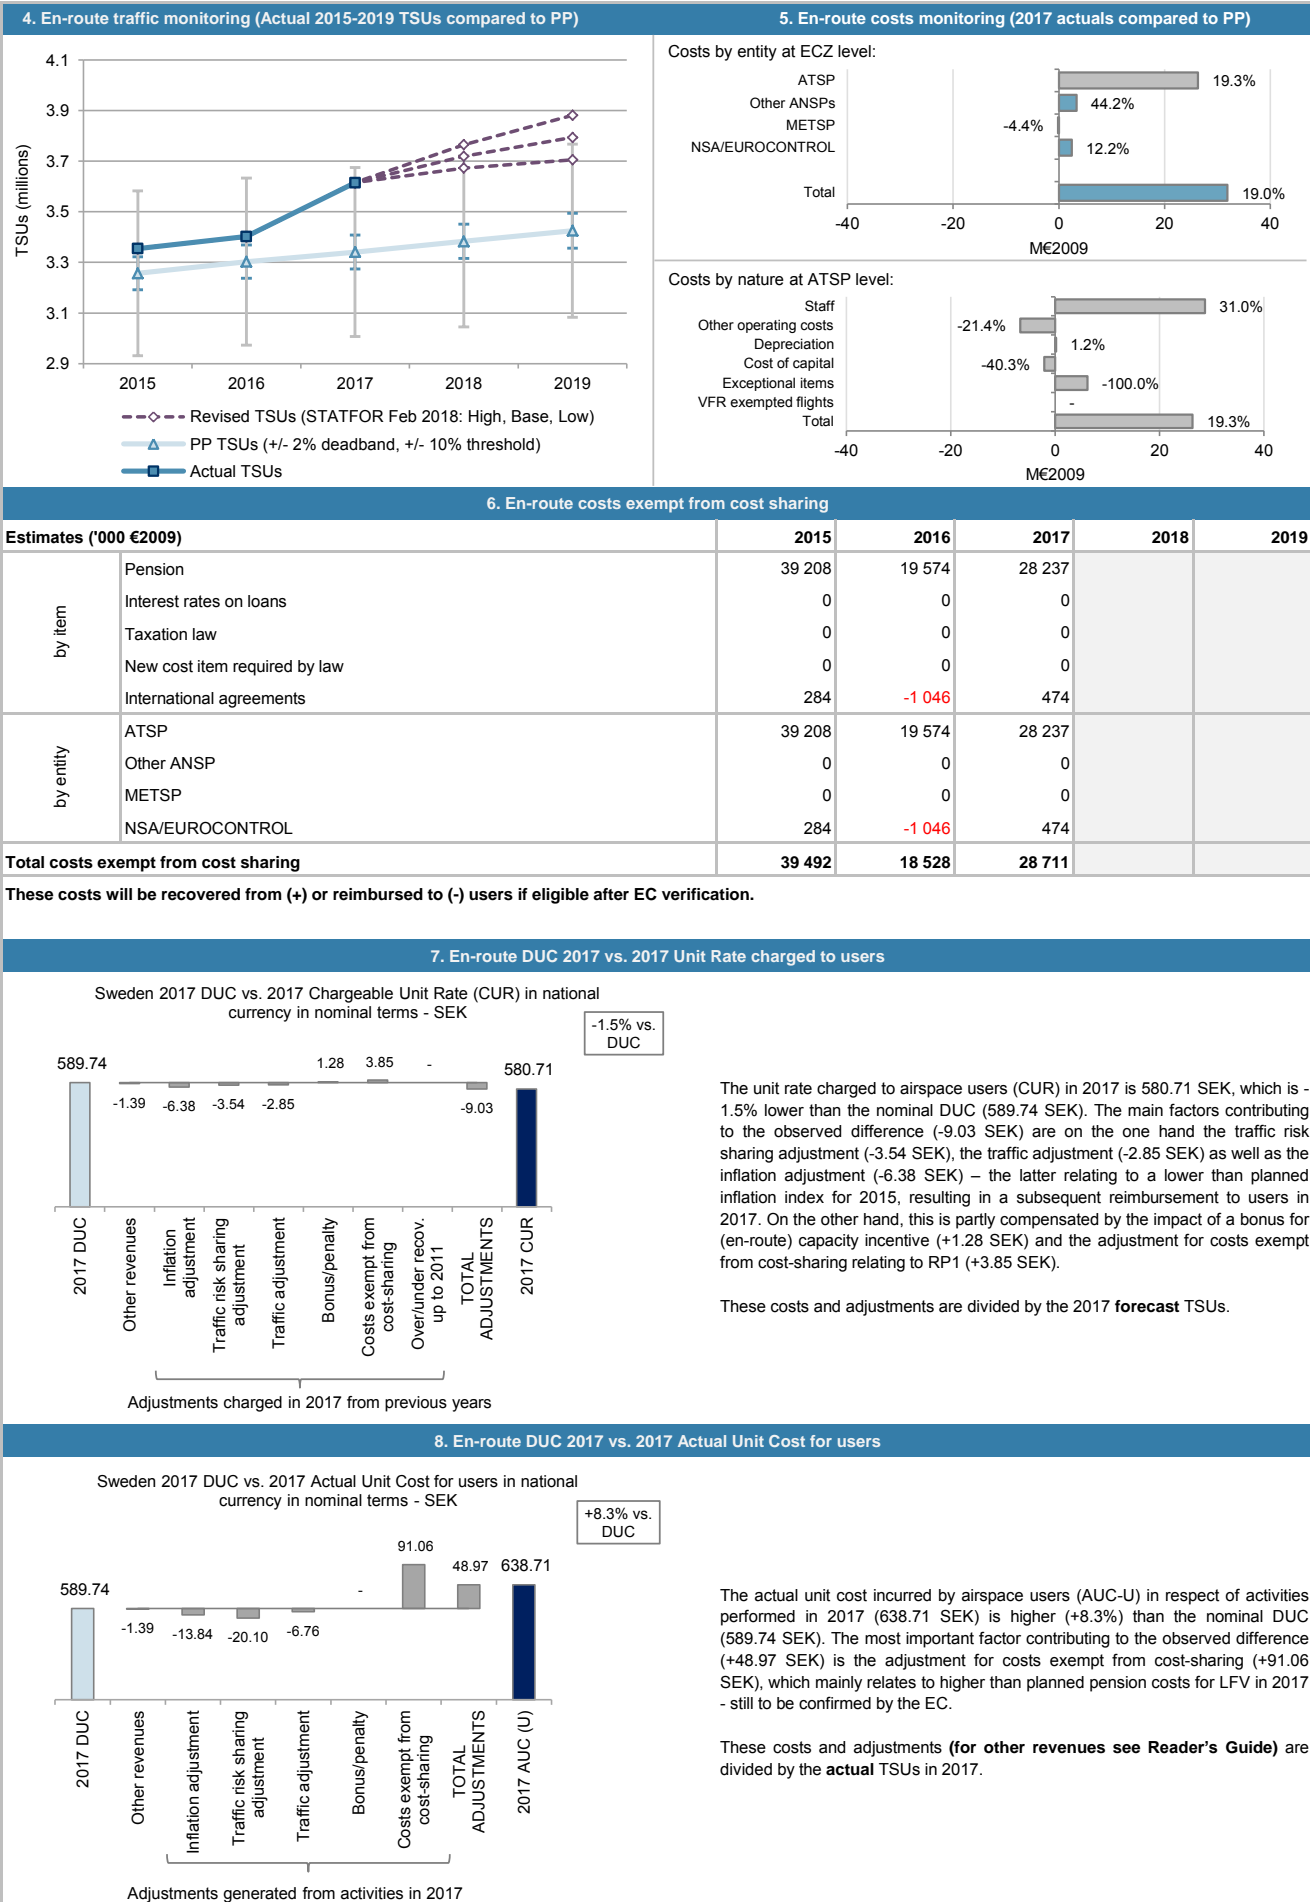 4. En-route traffic monitoring (Actual 2015-2019 TSUs compared to PP)
4.1
3.9
3.7
3.5
3.3
3.1
2.9
TSUs (millions)
2015 2016 2017 2018 2019
Revised TSUs (STATFOR Feb 2018: High, Base, Low)
PP TSUs (+/- 2% deadband, +/- 10% threshold)
Actual TSUs
5. En-route costs monitoring (2017 actuals compared to PP)
Costs by entity at ECZ level:
ATSP 19.3%
Other ANSPs 44.2%
METSP -4.4%
NSA/EUROCONTROL 12.2%
Total 19.0%
-40 -20 0 20 40
M€2009
Costs by nature at ATSP level:
Staff 31.0%
Other operating costs -21.4%
Depreciation 1.2%
Cost of capital -40.3%
Exceptional items -100.0%
VFR exempted flights -
Total 19.3%
-40 -20 0 20 40
M€2009
6. En-route costs exempt from cost sharing
Estimates ('000 €2009) 2015 2016 2017 2018 2019
by item
Pension 39 208 19 574 28 237
Interest rates on loans 0 0 0
Taxation law 0 0 0
New cost item required by law 0 0 0
International agreements 284 -1 046 474
by entity
ATSP 39 208 19 574 28 237
Other ANSP 0 0 0
METSP 0 0 0
NSA/EUROCONTROL 284 -1 046 474
Total costs exempt from cost sharing 39 492 18 528 28 711
These costs will be recovered from (+) or reimbursed to (-) users if eligible after EC verification.
7. En-route DUC 2017 vs. 2017 Unit Rate charged to users
Sweden 2017 DUC vs. 2017 Chargeable Unit Rate (CUR) in national
currency in nominal terms - SEK
-1.5% vs.
DUC
589.74 -1.39 -6.38 -3.54 -2.85 1.28 3.85 - -9.03 580.71
2017 DUC
Other revenues
Inflation
adjustment
Traffic risk sharing
adjustment
Traffic adjustment
Bonus/penalty
Costs exempt from
cost-sharing
Over/under recov.
up to 2011
TOTAL
ADJUSTMENTS
2017 CUR
Adjustments charged in 2017 from previous years
The unit rate charged to airspace users (CUR) in 2017 is 580.71 SEK, which is -
1.5% lower than the nominal DUC (589.74 SEK). The main factors contributing
to the observed difference (-9.03 SEK) are on the one hand the traffic risk
sharing adjustment (-3.54 SEK), the traffic adjustment (-2.85 SEK) as well as the
inflation adjustment (-6.38 SEK) – the latter relating to a lower than planned
inflation index for 2015, resulting in a subsequent reimbursement to users in
2017. On the other hand, this is partly compensated by the impact of a bonus for
(en-route) capacity incentive (+1.28 SEK) and the adjustment for costs exempt
from cost-sharing relating to RP1 (+3.85 SEK).
These costs and adjustments are divided by the 2017 forecast TSUs.
8. En-route DUC 2017 vs. 2017 Actual Unit Cost for users
Sweden 2017 DUC vs. 2017 Actual Unit Cost for users in national
currency in nominal terms - SEK
+8.3% vs.
DUC
589.74 -1.39 -13.84 -20.10 -6.76 - 91.06 48.97 638.71
2017 DUC
Other revenues
Inflation adjustment
Traffic risk sharing
adjustment
Traffic adjustment
Bonus/penalty
Costs exempt from
cost-sharing
TOTAL
ADJUSTMENTS
2017 AUC (U)
Adjustments generated from activities in 2017
The actual unit cost incurred by airspace users (AUC-U) in respect of activities
performed in 2017 (638.71 SEK) is higher (+8.3%) than the nominal DUC
(589.74 SEK). The most important factor contributing to the observed difference
(+48.97 SEK) is the adjustment for costs exempt from cost-sharing (+91.06
SEK), which mainly relates to higher than planned pension costs for LFV in 2017
- still to be confirmed by the EC.
These costs and adjustments (for other revenues see Reader's Guide) are
divided by the actual TSUs in 2017.